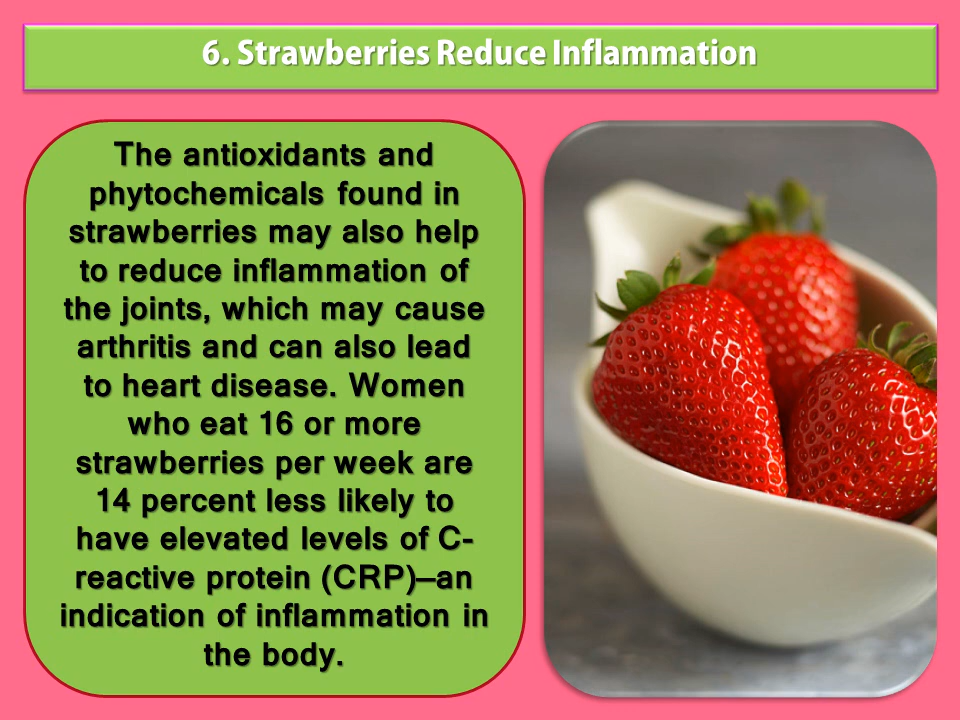 6. Strawberries Reduce Inflammation
The antioxidants and
phytochemicals found in
strawberries may also help
to reduce inflammation of
the joints, which may cause
arthritis and can also lead
to heart disease. Women
who eat 16 or more
strawberries per week are
14 percent less likely to
have elevated levels of C-
reactive protein (CRP)—an
indication of inflammation in
the body.